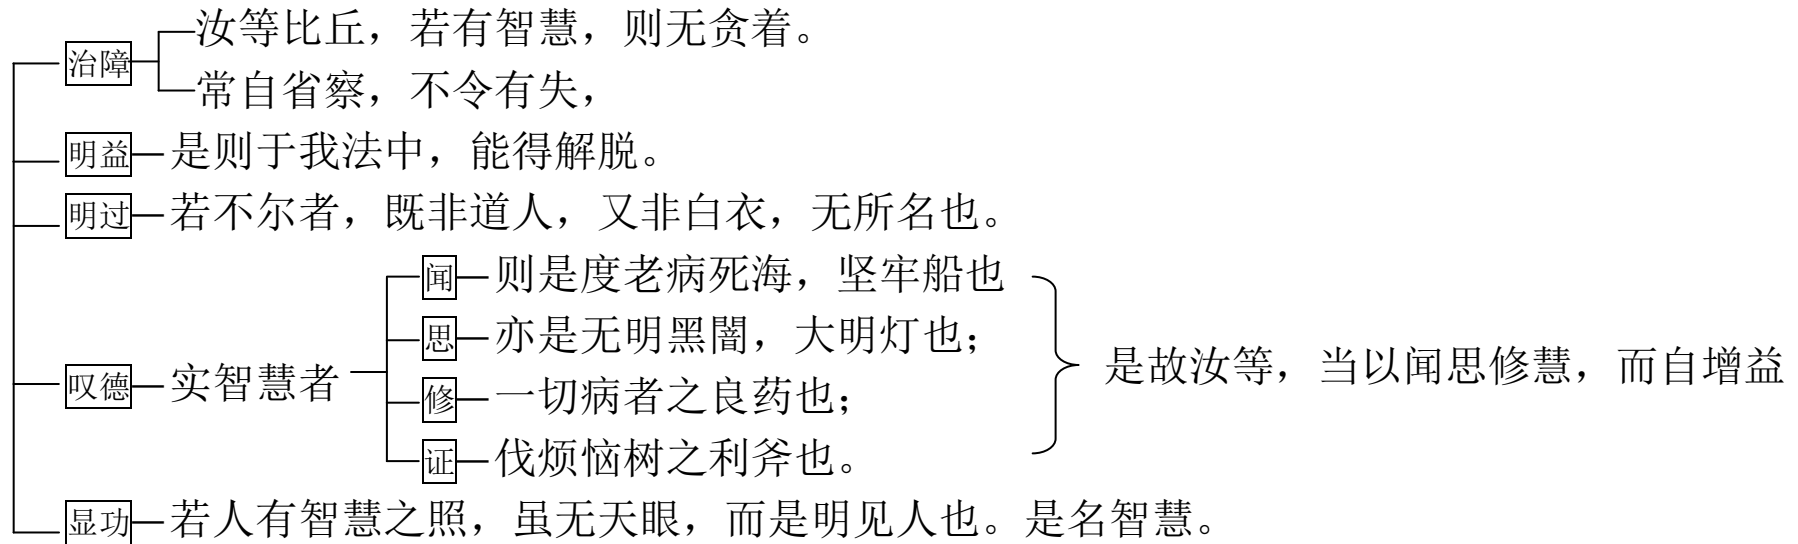 治障
汝等比丘，若有智慧，则无贪着。
常自省察，不令有失，
明益 是则于我法中，能得解脱。
明过 若不尔者，既非道人，又非白衣，无所名也。
叹德 实智慧者
闻 则是度老病死海，坚牢船也
思 亦是无明黑闇，大明灯也；
修 一切病者之良药也；
证 伐烦恼树之利斧也。
是故汝等，当以闻思修慧，而自增益
显功 若人有智慧之照，虽无天眼，而是明见人也。是名智慧。